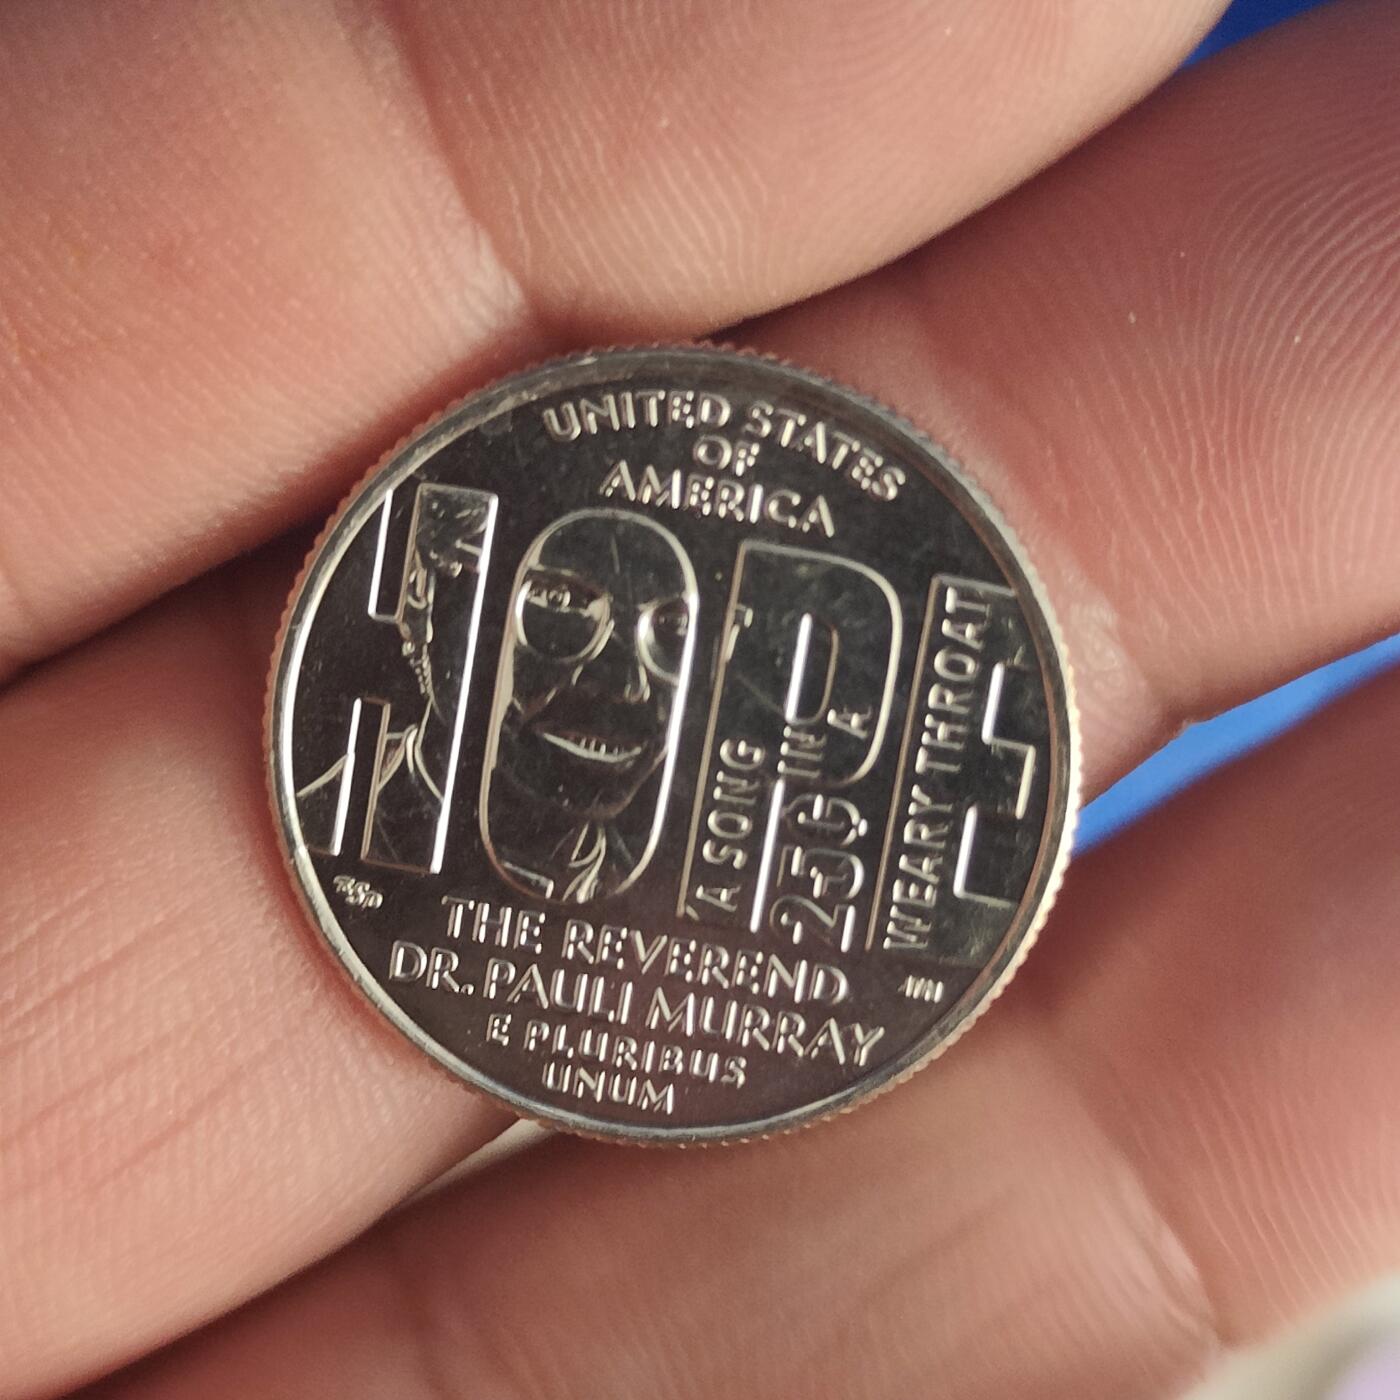 UNITED STATES
OF
AMERICA
HOPE
'A SONG
IN
A
25¢
WEARY THROAT
THE REVEREND
DR. PAULI MURRAY
E PLURIBUS
UNUM